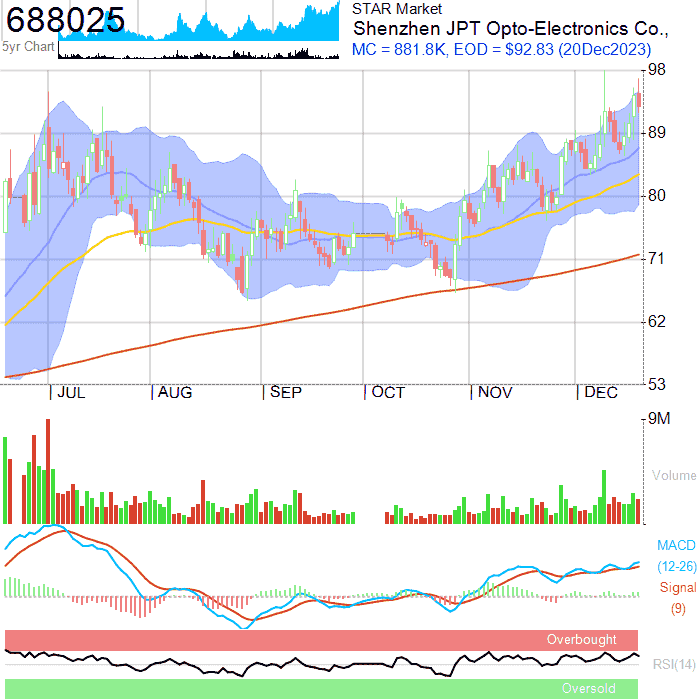 688025
STAR Market
Shenzhen JPT Opto-Electronics Co.,
5yr Chart
MC = 881.8K, EOD = $92.83 (20Dec2023)
98
89
80
71
62
53
JUL
AUG
SEP
OCT
NOV
DEC
9M
Volume
MACD
(12-26)
Signal
(9)
Overbought
RSI(14)
Oversold